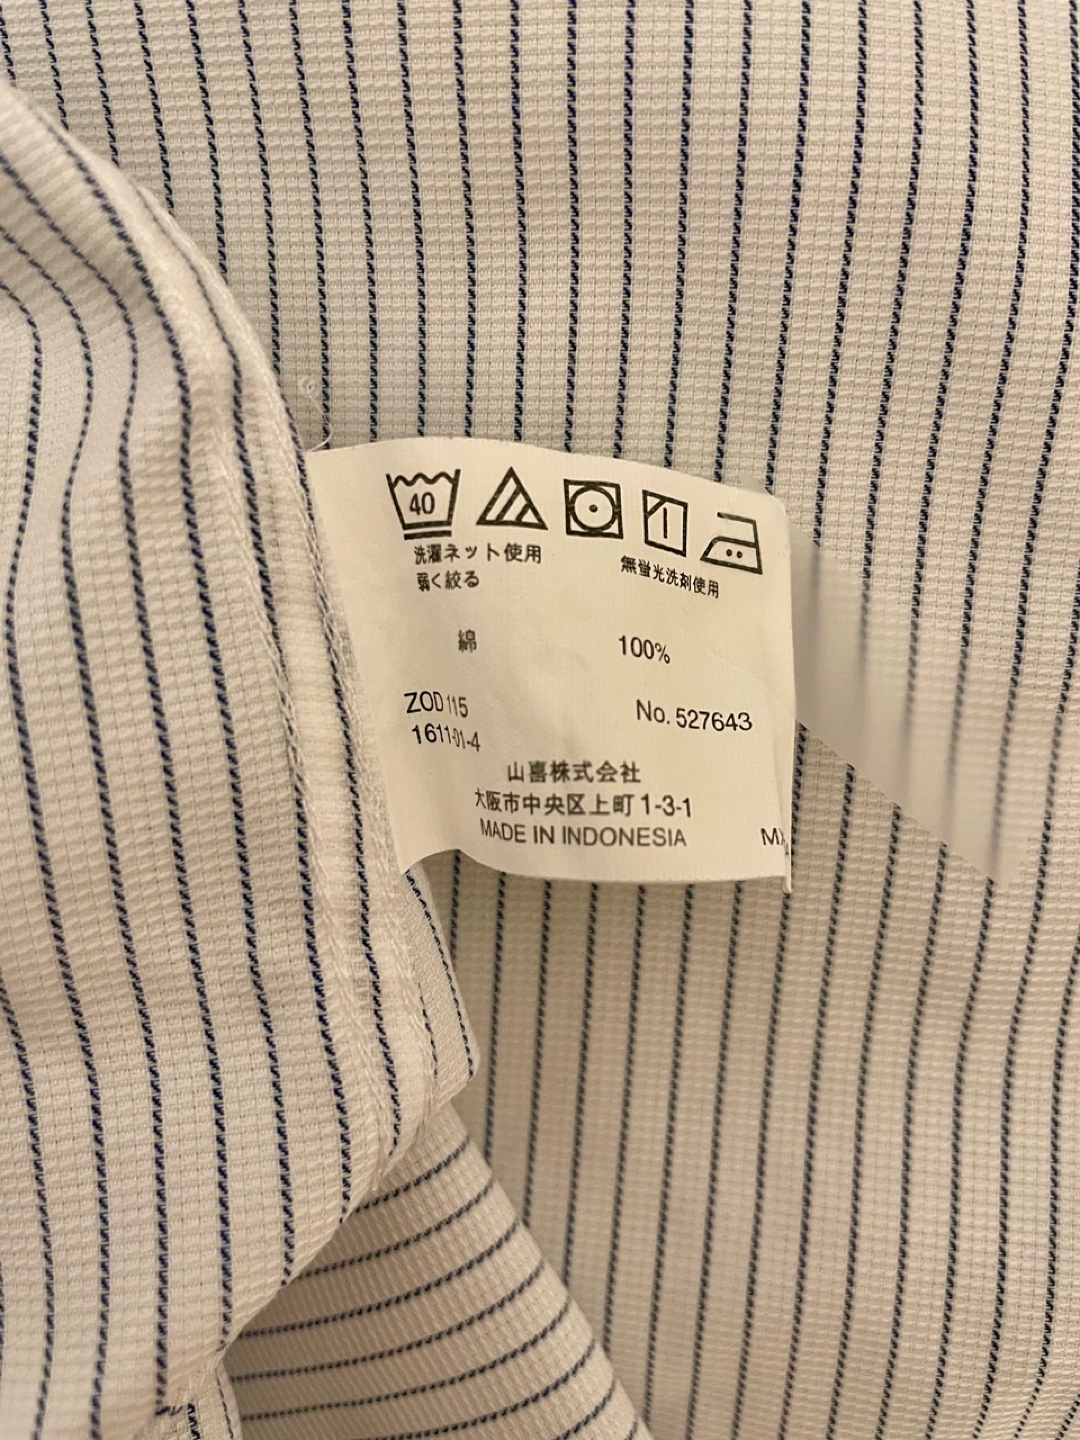 40
洗濯ネット使用
弱く絞る
無蛍光洗剤使用
綿 100%
ZOD115 No. 527643
1611-01-4
山喜株式会社
大阪市中央区上町1-3-1
MADE IN INDONESIA